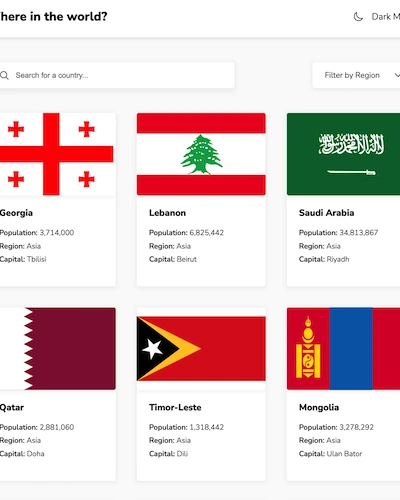 here in the world?
Dark M
Search for a country...
Filter by Region
Georgia
Population: 3,714,000
Region: Asia
Capital: Tbilisi
Lebanon
Population: 6,825,442
Region: Asia
Capital: Beirut
Saudi Arabia
Population: 34,813,867
Region: Asia
Capital: Riyadh
Qatar
Population: 2,881,060
Region: Asia
Capital: Doha
Timor-Leste
Population: 1,318,442
Region: Asia
Capital: Dili
Mongolia
Population: 3,278,292
Region: Asia
Capital: Ulan Bator